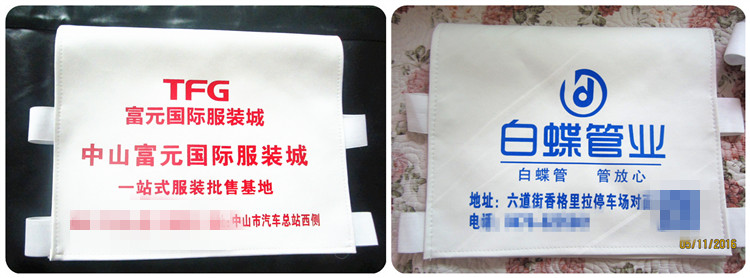 TFG
富元国际服装城
中山富元国际服装城
一站式服装批售基地
中山市汽车总站西侧
白蝶管业
白蝶管 管放心
地址：六道街香格里拉停车场对
电话：
05/11/2016